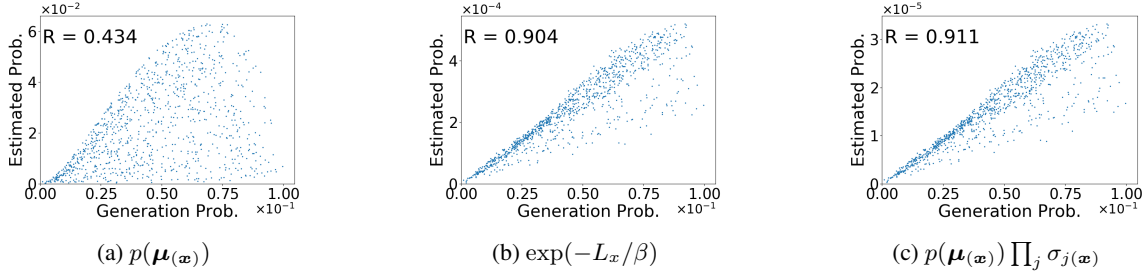 ×10⁻²
R = 0.434
6
4
2
0
Estimated Prob.
0.00 0.25 0.50 0.75 1.00
Generation Prob. ×10⁻¹
(a) p(μ₍ₓ₎)
×10⁻⁴
R = 0.904
4
2
0
Estimated Prob.
0.00 0.25 0.50 0.75 1.00
Generation Prob. ×10⁻¹
(b) exp(−Lₓ/β)
×10⁻⁵
R = 0.911
3
2
1
0
Estimated Prob.
0.00 0.25 0.50 0.75 1.00
Generation Prob. ×10⁻¹
(c) p(μ₍ₓ₎) ∏ⱼ σⱼ₍ₓ₎